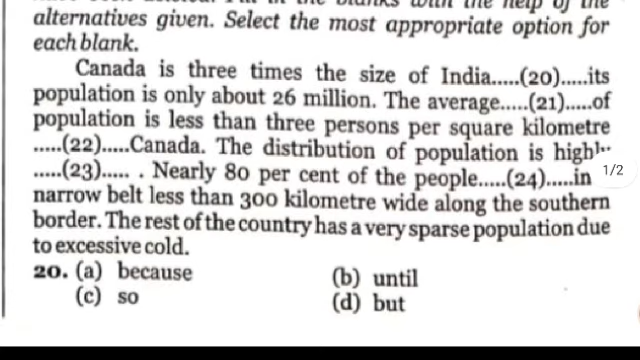 alternatives given. Select the most appropriate option for
each blank.
Canada is three times the size of India.....(20).....its
population is only about 26 million. The average.....(21).....of
population is less than three persons per square kilometre
.....(22).....Canada. The distribution of population is
.....(23)..... . Nearly 80 per cent of the people.....(24).....in
1/2
narrow belt less than 300 kilometre wide along the southern
border. The rest of the country has a very sparse population due
to excessive cold.
20. (a) because (b) until
(c) so (d) but